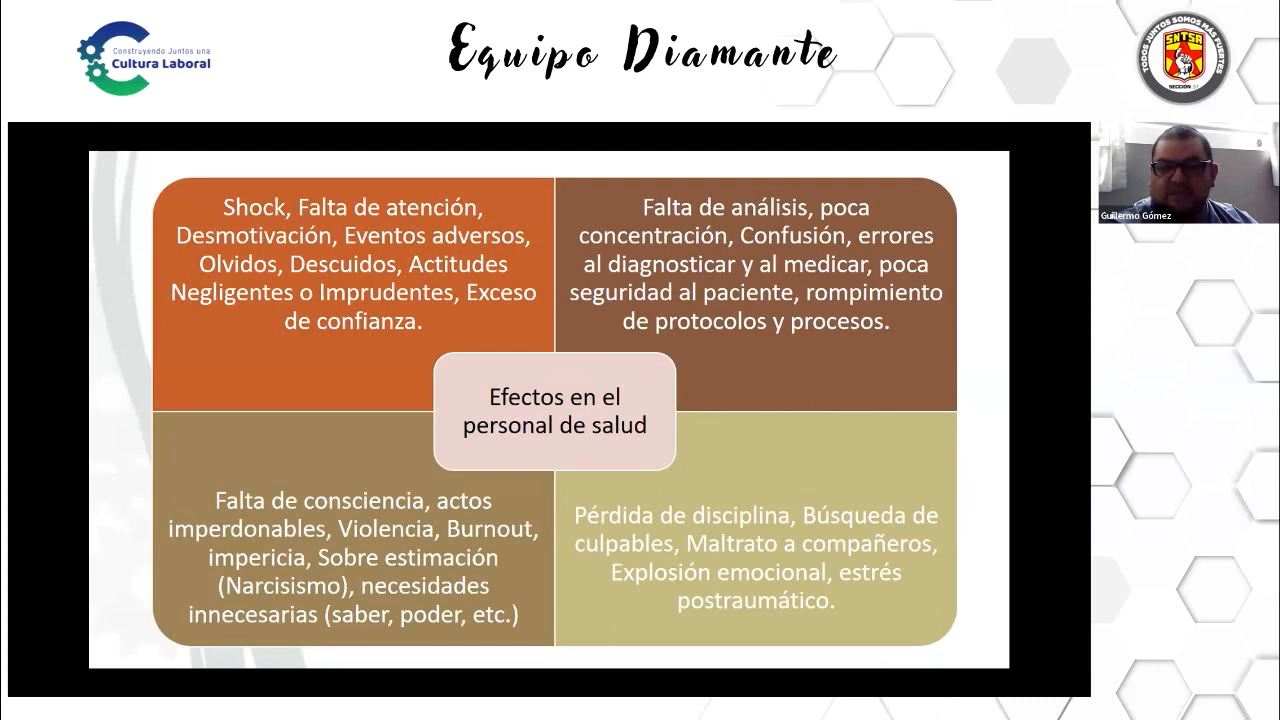 Construyendo Juntos una
Cultura Laboral
Equipo Diamante
TODOS JUNTOS SOMOS MÁS FUERTES
SNTSA
SECCIÓN 37
Guillermo Gómez
Shock, Falta de atención,
Desmotivación, Eventos adversos,
Olvidos, Descuidos, Actitudes
Negligentes o Imprudentes, Exceso
de confianza.
Falta de análisis, poca
concentración, Confusión, errores
al diagnosticar y al medicar, poca
seguridad al paciente, rompimiento
de protocolos y procesos.
Efectos en el
personal de salud
Falta de consciencia, actos
imperdonables, Violencia, Burnout,
impericia, Sobre estimación
(Narcisismo), necesidades
innecesarias (saber, poder, etc.)
Pérdida de disciplina, Búsqueda de
culpables, Maltrato a compañeros,
Explosión emocional, estrés
postraumático.